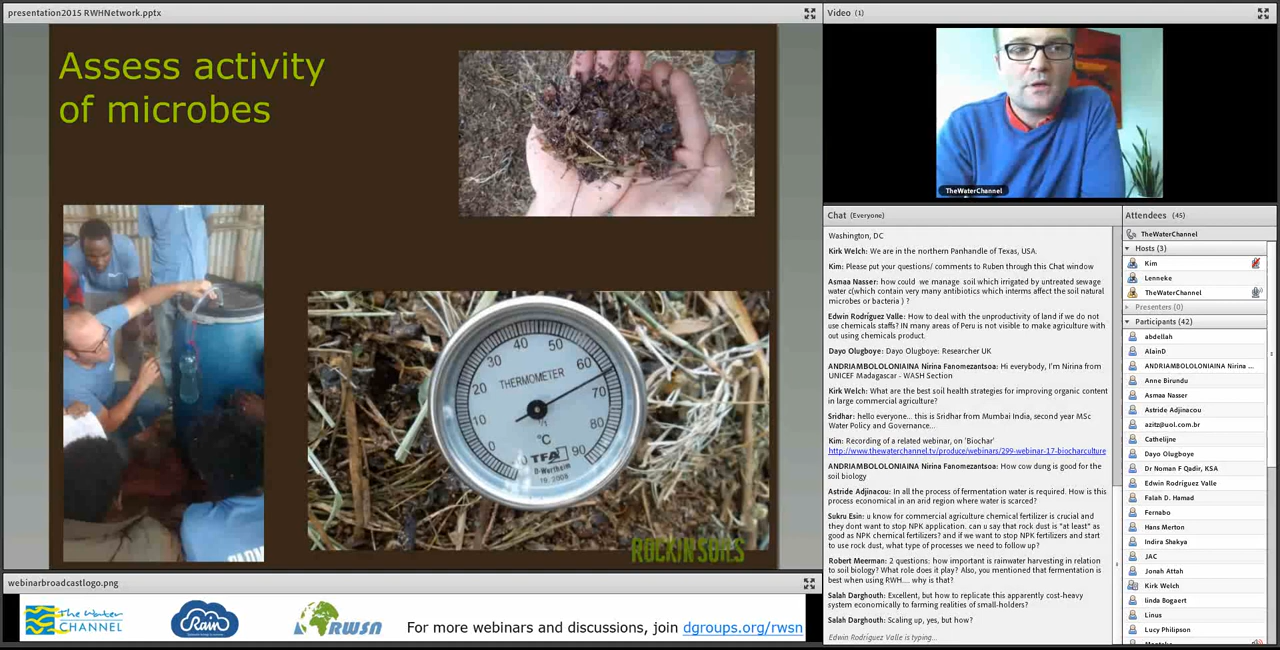 presentation2015 RWHNetwork.pptx
Assess activity
of microbes
0
10
20
30
40
50
60
70
80
90
THERMOMETER
°C
TFA
D-Wertheim
ROCKINSOILS
webinarbroadcastlogo.png
The Water
CHANNEL
Rain
RWSN
For more webinars and discussions, join dgroups.org/rwsn
Video (1)
TheWaterChannel
Chat (Everyone)
Washington, DC
Kirk Welch: We are in the northern Panhandle of Texas, USA.
Kim: Please put your questions/ comments to Ruben through this Chat window
Asmaa Nasser: how could we manage soil which irrigated by untreated sewage
water c(which contain very many antibiotics which interms affect the soil natural
microbes or bacteria ) ?
Edwin Rodríguez Valle: How to deal with the unproductivity of land if we do not
use chemicals staffs? IN many areas of Peru is not visible to make agriculture with
out using chemicals product.
Dayo Olugboye: Dayo Olugboye: Researcher UK
ANDRIAMBOLOLONIAINA Nirina Fanomezantsoa: Hi everybody, I'm Nirina from
UNICEF Madagascar - WASH Section
Kirk Welch: What are the best soil health strategies for improving organic content
in large commercial agriculture?
Sridhar: hello everyone... this is Sridhar from Mumbai India, second year MSc
Water Policy and Governance...
Kim: Recording of a related webinar, on 'Biochar'
http://www.thewaterchannel.tv/produce/webinars/299-webinar-17-biocharculture
ANDRIAMBOLOLONIAINA Nirina Fanomezantsoa: How cow dung is good for the
soil biology
Astride Adjinacou: In all the process of fermentation water is required. How is this
process economical in an arid region where water is scarced?
Sukru Esin: u know for commercial agriculture chemical fertilizer is crucial and
they dont want to stop NPK application. can u say that rock dust is "at least" as
good as NPK chemical fertilizers? and if we want to stop NPK fertilizers and start
to use rock dust, what type of processes we need to follow up?
Robert Meerman: 2 questions: how important is rainwater harvesting in relation
to soil biology? What role does it play? Also, you mentioned that fermentation is
best when using RWH.... why is that?
Salah Darghouth: Excellent, but how to replicate this apparently cost-heavy
system economically to farming realities of small-holders?
Salah Darghouth: Scaling up, yes, but how?
Edwin Rodríguez Valle is typing...
Attendees (45)
TheWaterChannel
Hosts (3)
Kim
Lenneke
TheWaterChannel
Presenters (0)
Participants (42)
abdellah
AlainD
ANDRIAMBOLOLONIAINA Nirina ...
Anne Birundu
Asmaa Nasser
Astride Adjinacou
azitz@uol.com.br
Cathelijne
Dayo Olugboye
Dr Noman F Qadir, KSA
Edwin Rodríguez Valle
Falah D. Hamad
Fernabo
Hans Merton
Indira Shakya
JAC
Jonah Attah
Kirk Welch
linda Bogaert
Linus
Lucy Philipson